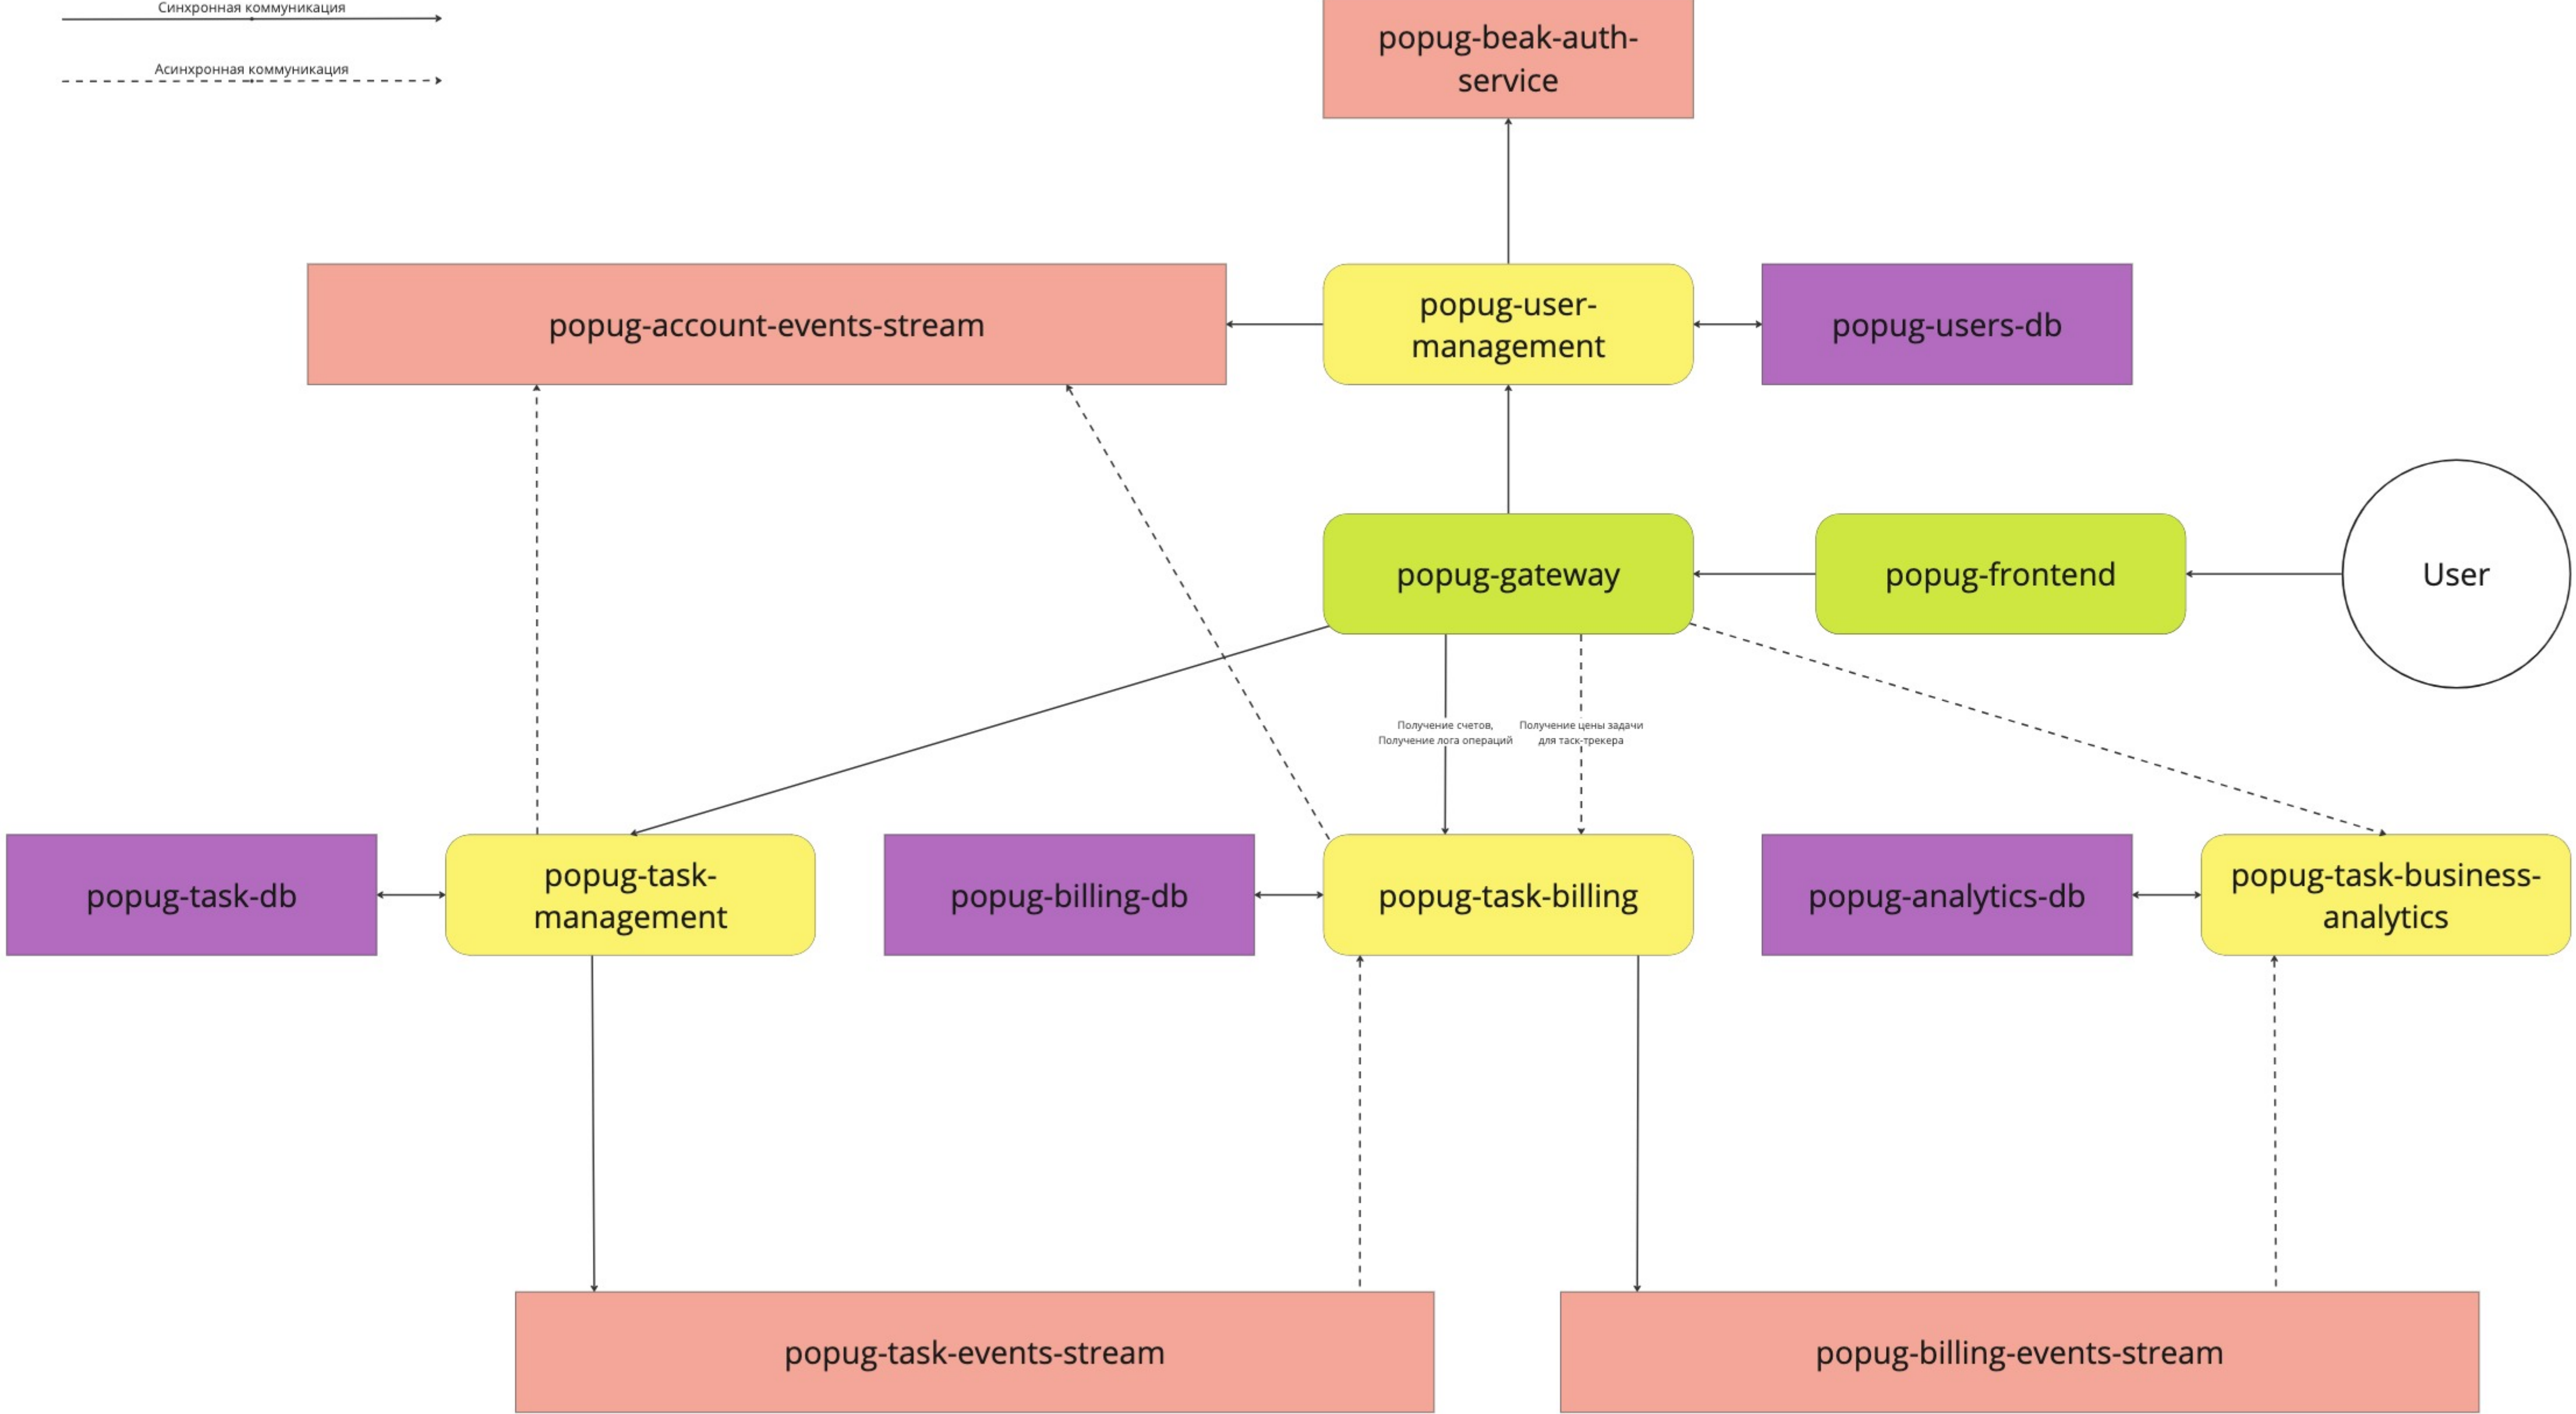 Синхронная коммуникация
Асинхронная коммуникация
popug-beak-auth-
service
popug-account-events-stream
popug-user-
management
popug-users-db
popug-gateway
popug-frontend
User
Получение счетов,
Получение лога операций
Получение цены задачи
для таск-трекера
popug-task-db
popug-task-
management
popug-billing-db
popug-task-billing
popug-analytics-db
popug-task-business-
analytics
popug-task-events-stream
popug-billing-events-stream